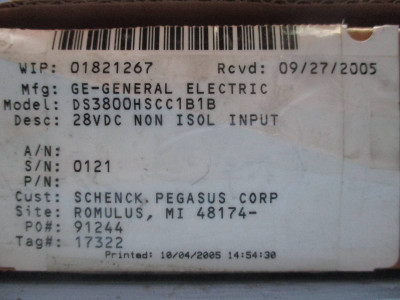 WIP: 01821267 Rcvd: 09/27/2005
Mfg: GE-GENERAL ELECTRIC
Model: DS3800HSCC1B1B
Desc: 28VDC NON ISOL INPUT
A/N:
S/N: 0121
P/N:
Cust: SCHENCK PEGASUS CORP
Site: ROMULUS, MI 48174-
PO#: 91244
Tag#: 17322
Printed: 10/04/2005 14:54:30